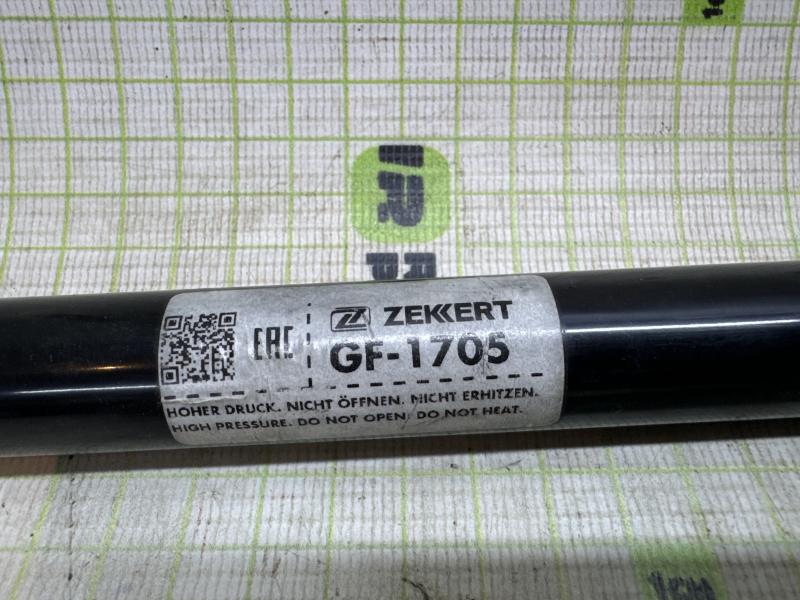 ZEKKERT
EAC
GF-1705
HOHER DRUCK. NICHT ÖFFNEN. NICHT ERHITZEN.
HIGH PRESSURE. DO NOT OPEN. DO NOT HEAT.